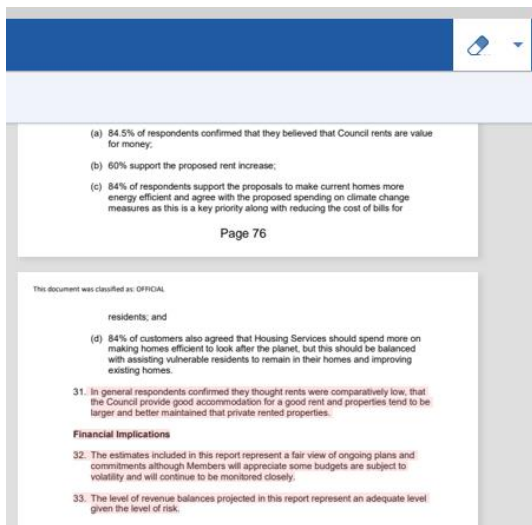 (a) 84.5% of respondents confirmed that they believed that Council rents are value
for money;
(b) 60% support the proposed rent increase;
(c) 84% of respondents support the proposals to make current homes more
energy efficient and agree with the proposed spending on climate change
measures as this is a key priority along with reducing the cost of bills for
Page 76
This document was classified as: OFFICIAL
residents; and
(d) 84% of customers also agreed that Housing Services should spend more on
making homes efficient to look after the planet, but this should be balanced
with assisting vulnerable residents to remain in their homes and improving
existing homes.
31. In general respondents confirmed they thought rents were comparatively low, that
the Council provide good accommodation for a good rent and properties tend to be
larger and better maintained that private rented properties.
Financial Implications
32. The estimates included in this report represent a fair view of ongoing plans and
commitments although Members will appreciate some budgets are subject to
volatility and will continue to be monitored closely.
33. The level of revenue balances projected in this report represent an adequate level
given the level of risk.